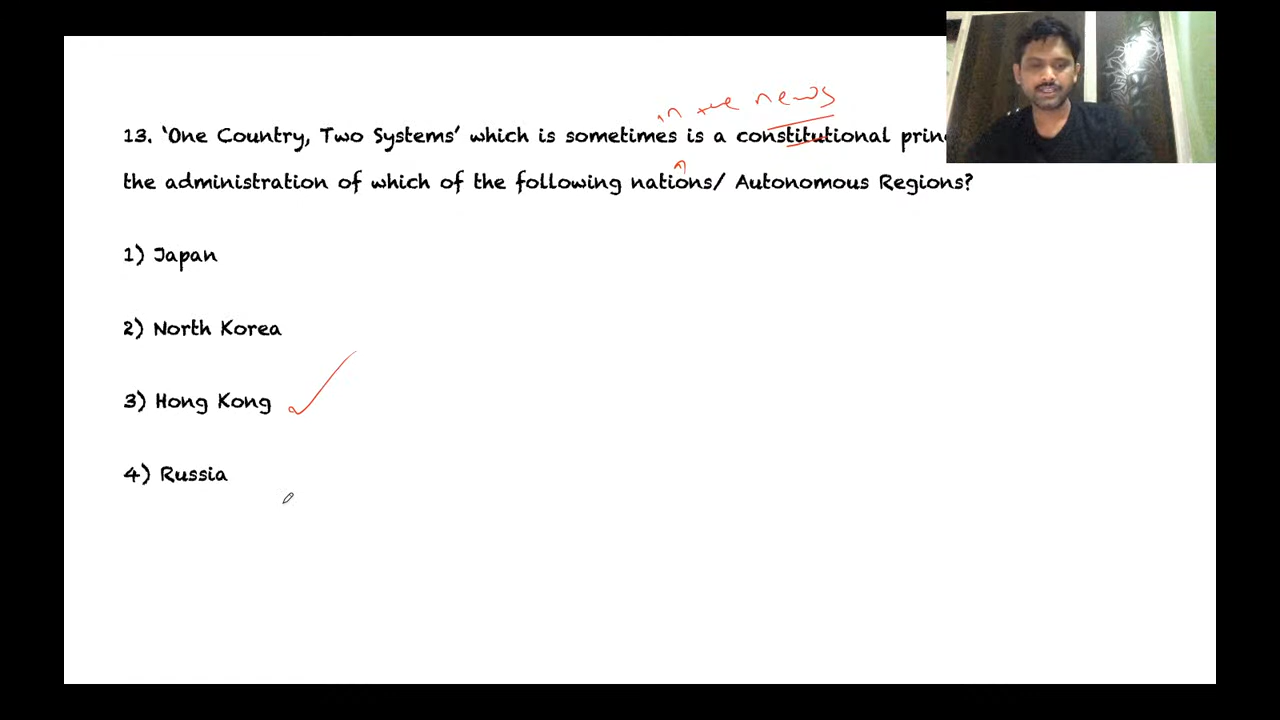 in the news
13. ‘One Country, Two Systems’ which is sometimes is a constitutional princ
the administration of which of the following nations/ Autonomous Regions?
1) Japan
2) North Korea
3) Hong Kong
4) Russia